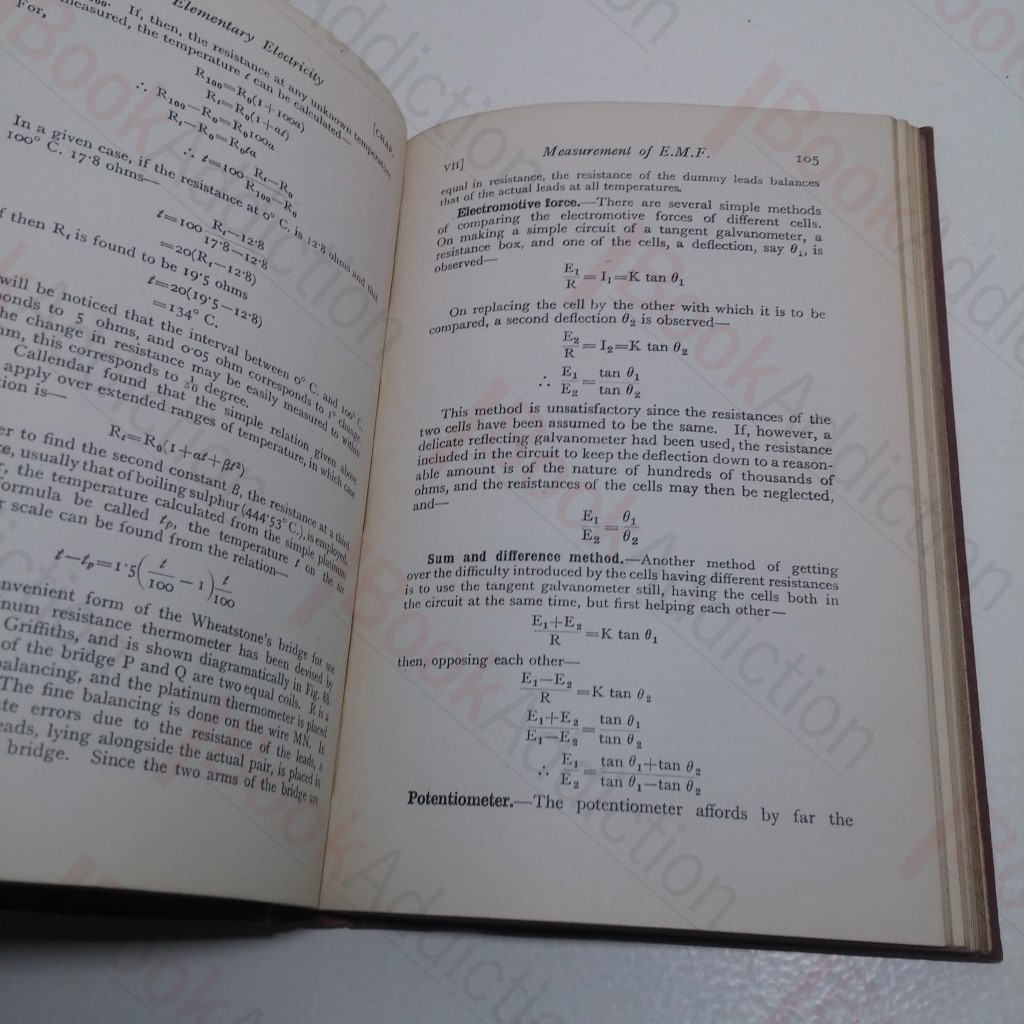 Elementary Electricity
[CHAP.
If, then, the resistance at any unknown temperature
measured, the temperature t can be calculated—
For,
R₁₀₀=R₀(1+100a)
Rₜ=R₀(1+at)
∴ R₁₀₀−R₀=R₀100a
Rₜ−R₀=R₀ta
∴ t=100 Rₜ−R₀/R₁₀₀−R₀
In a given case, if the resistance at 0° C. is 12·8 ohms and that
100° C. 17·8 ohms—
t=100 Rₜ−12·8/17·8−12·8
=20(Rₜ−12·8)
f then Rₜ is found to be 19·5 ohms
t=20(19·5−12·8)
=134° C.
will be noticed that the interval between 0° C. and 100° C.
onds to 5 ohms, and 0·05 ohm corresponds to 1° change.
he change in resistance may be easily measured to within
hm, this corresponds to degree.
Callendar found that the simple relation given above
apply over extended ranges of temperature, in which case
tion is—
Rₜ=R₀(1+at+βt²)
er to find the second constant β, the resistance at a third
re, usually that of boiling sulphur (444·53° C.), is employed.
r, the temperature calculated from the simple platinum
formula be called tₚ, the temperature t on the air
r scale can be found from the relation—
t−tₚ=1·5(t/100 −1)t/100
nvenient form of the Wheatstone's bridge for use
num resistance thermometer has been devised by
Griffiths, and is shown diagramatically in Fig. 88.
of the bridge P and Q are two equal coils. R is a
alancing, and the platinum thermometer is placed
The fine balancing is done on the wire MN. In
te errors due to the resistance of the leads, a
eads, lying alongside the actual pair, is placed in
bridge. Since the two arms of the bridge are
VII] Measurement of E.M.F. 105
equal in resistance, the resistance of the dummy leads balances
that of the actual leads at all temperatures.
Electromotive force.—There are several simple methods
of comparing the electromotive forces of different cells.
On making a simple circuit of a tangent galvanometer, a
resistance box, and one of the cells, a deflection, say θ₁, is
observed—
E₁/R = I₁=K tan θ₁
On replacing the cell by the other with which it is to be
compared, a second deflection θ₂ is observed—
E₂/R = I₂=K tan θ₂
∴ E₁/E₂ = tan θ₁/tan θ₂
This method is unsatisfactory since the resistances of the
two cells have been assumed to be the same. If, however, a
delicate reflecting galvanometer had been used, the resistance
included in the circuit to keep the deflection down to a reason-
able amount is of the nature of hundreds of thousands of
ohms, and the resistances of the cells may then be neglected,
and—
E₁/E₂ = θ₁/θ₂
Sum and difference method.—Another method of getting
over the difficulty introduced by the cells having different resistances
is to use the tangent galvanometer still, having the cells both in
the circuit at the same time, but first helping each other—
E₁+E₂/R =K tan θ₁
then, opposing each other—
E₁−E₂/R =K tan θ₂
E₁+E₂/E₁−E₂ = tan θ₁/tan θ₂
∴ E₁/E₂ = tan θ₁+tan θ₂/tan θ₁−tan θ₂
Potentiometer.—The potentiometer affords by far the
BookAddiction